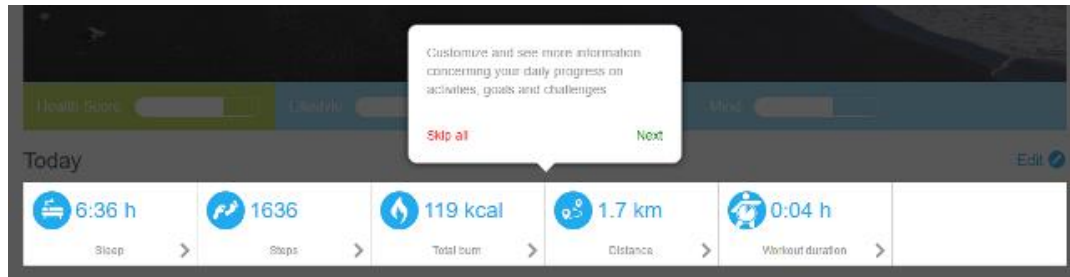 Customize and see more information
concerning your daily progress on
activities, goals and challenges
Skip all Next
Health Score Lifestyle Mind
Today Edit
6:36 h 1636 119 kcal 1.7 km 0:04 h
Sleep Steps Total burn Distance Workout duration